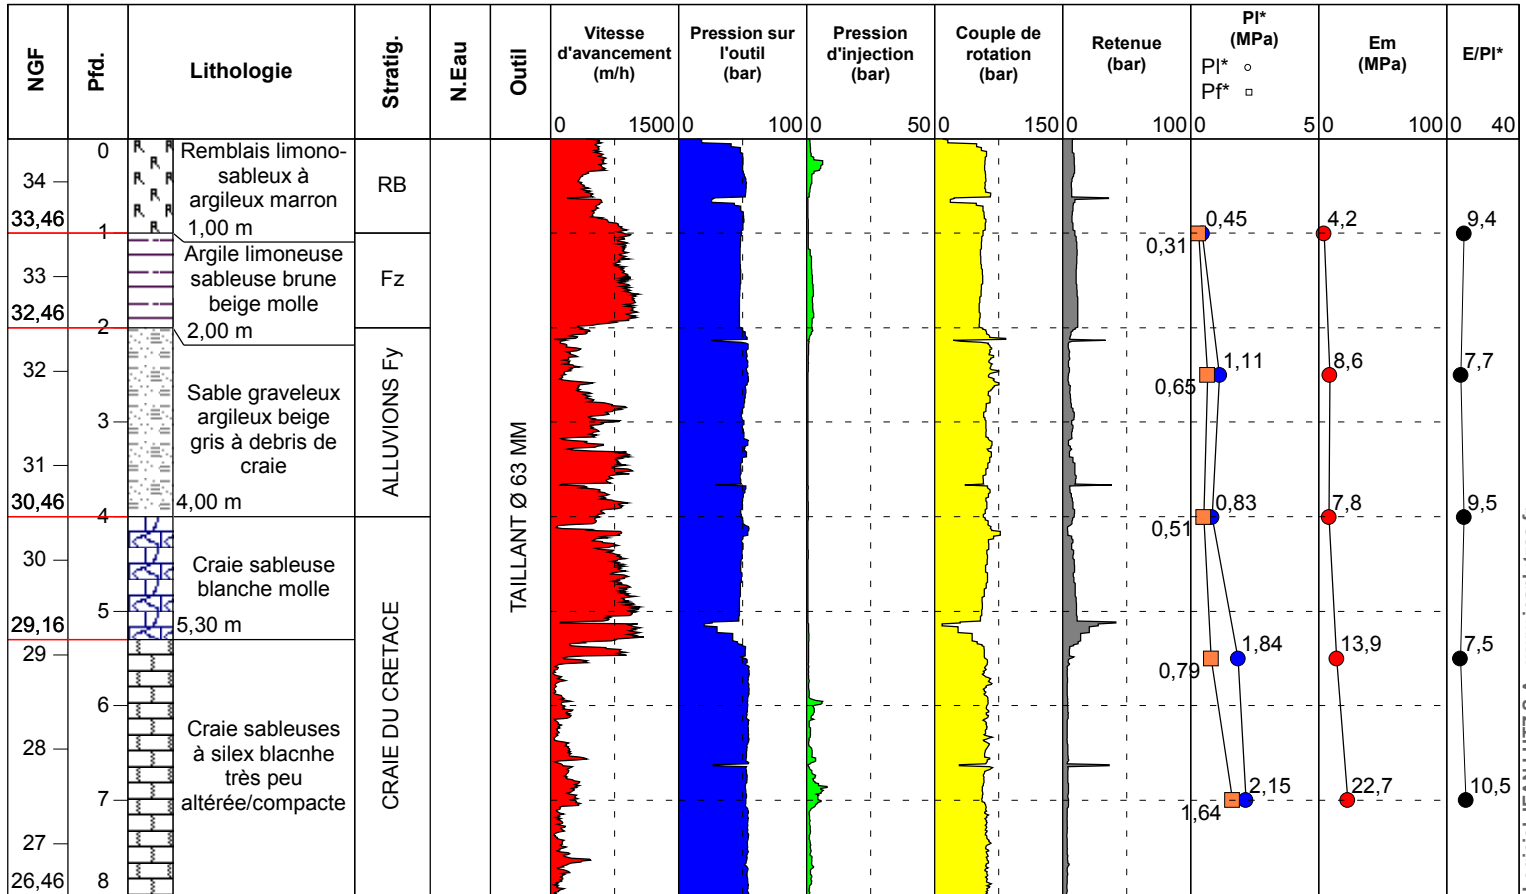 NGF
Pfd.
Lithologie
Stratig.
N.Eau
Outil
Vitesse
d'avancement
(m/h)
0 1500
Pression sur
l'outil
(bar)
0 100
Pression
d'injection
(bar)
0 50
Couple de
rotation
(bar)
0 150
Retenue
(bar)
0 100
Pl*
(MPa)
Pl*
Pf*
0 5
Em
(MPa)
0 100
E/Pl*
0 40
34
33,46
33
32,46
32
31
30,46
30
29,16
29
28
27
26,46
0
1
2
3
4
5
6
7
8
Remblais limono-
sableux à
argileux marron
1,00 m
Argile limoneuse
sableuse brune
beige molle
2,00 m
Sable graveleux
argileux beige
gris à debris de
craie
4,00 m
Craie sableuse
blanche molle
5,30 m
Craie sableuses
à silex blacnhe
très peu
altérée/compacte
RB
Fz
ALLUVIONS Fy
CRAIE DU CRETACE
TAILLANT Ø 63 MM
0,45
0,31
4,2
9,4
1,11
0,65
8,6
7,7
0,83
0,51
7,8
9,5
1,84
0,79
13,9
7,5
2,15
1,64
22,7
10,5